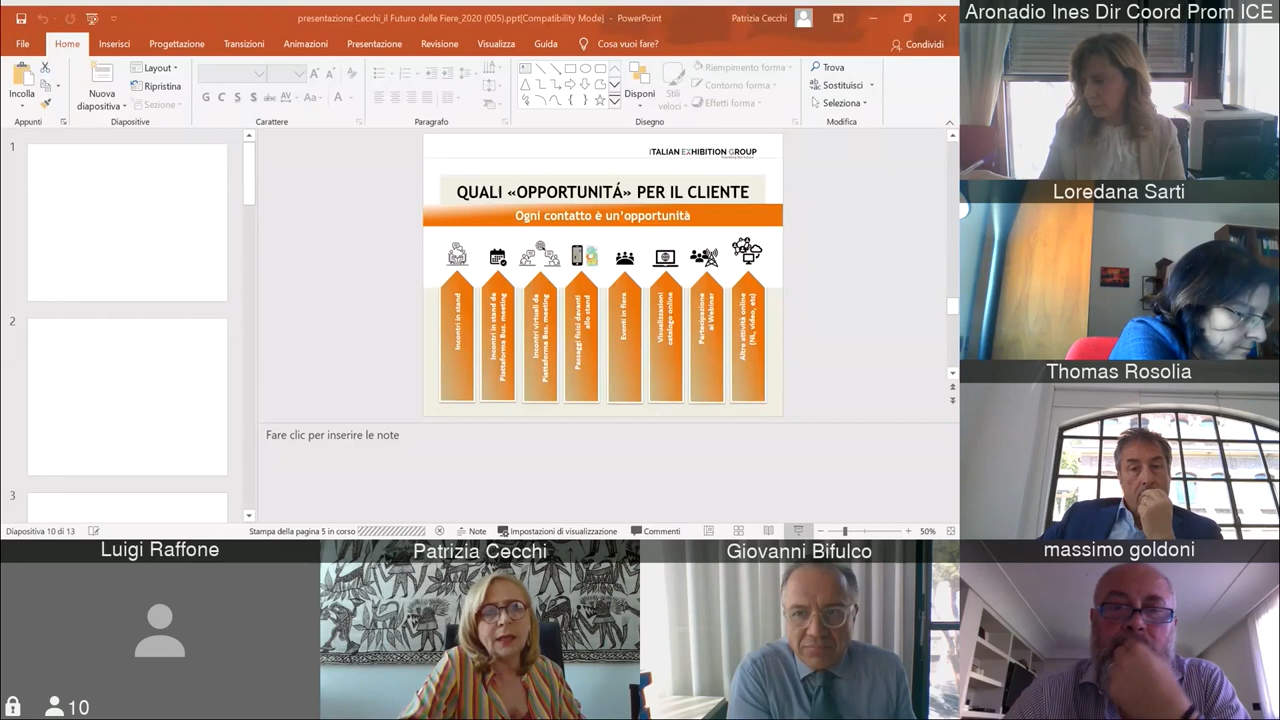 presentazione Cecchi_il Futuro delle Fiere_2020 (005).ppt[Compatibility Mode] - PowerPoint
Patrizia Cecchi
File
Home
Inserisci
Progettazione
Transizioni
Animazioni
Presentazione
Revisione
Visualizza
Guida
Cosa vuoi fare?
Condividi
Incolla
Appunti
Nuova
diapositiva
Layout
Ripristina
Sezione
Diapositive
G C S S abc AV Aa A
Carattere
Paragrafo
Disponi
Stili
veloci
Riempimento forma
Contorno forma
Effetti forma
Disegno
Trova
Sostituisci
Seleziona
Modifica
1
2
3
ITALIAN EXHIBITION GROUP
QUALI «OPPORTUNITÁ» PER IL CLIENTE
Ogni contatto è un'opportunità
Incontri in stand
Incontri in stand da
Piattaforma Bus. meeting
Incontri virtuali da
Piattaforma Bus. meeting
Passaggi fisici davanti
allo stand
Eventi in fiera
Visualizzazioni
catalogo online
Partecipazione
ai Webinar
Altre attività online
(NL, video, etc)
Fare clic per inserire le note
Diapositiva 10 di 13
Stampa della pagina 5 in corso
Note
Impostazioni di visualizzazione
Commenti
50%
Aronadio Ines Dir Coord Prom ICE
Loredana Sarti
Thomas Rosolia
Luigi Raffone
Patrizia Cecchi
Giovanni Bifulco
massimo goldoni
10